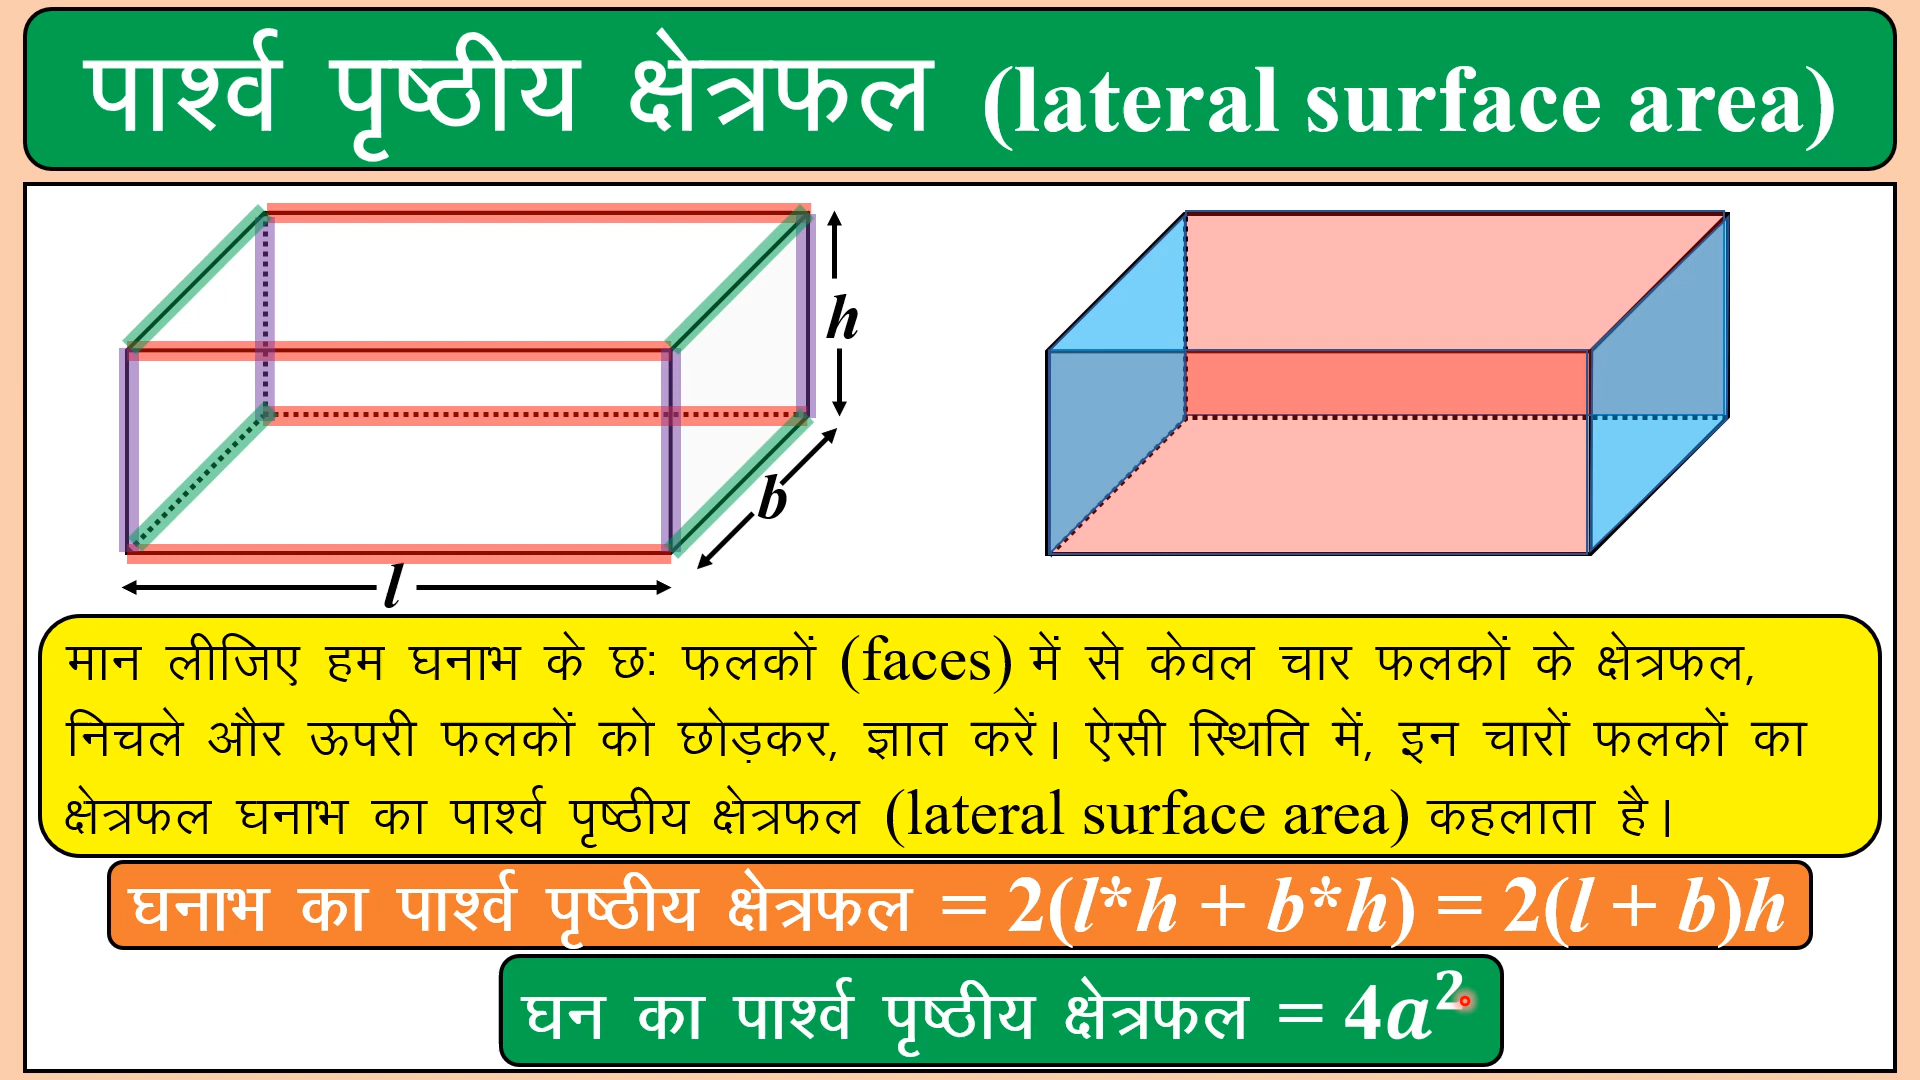 पार्श्व पृष्ठीय क्षेत्रफल (lateral surface area)
h
b
l
मान लीजिए हम घनाभ के छः फलकों (faces) में से केवल चार फलकों के क्षेत्रफल,
निचले और ऊपरी फलकों को छोड़कर, ज्ञात करें। ऐसी स्थिति में, इन चारों फलकों का
क्षेत्रफल घनाभ का पार्श्व पृष्ठीय क्षेत्रफल (lateral surface area) कहलाता है।
घनाभ का पार्श्व पृष्ठीय क्षेत्रफल = 2(l*h + b*h) = 2(l + b)h
घन का पार्श्व पृष्ठीय क्षेत्रफल = 4a²